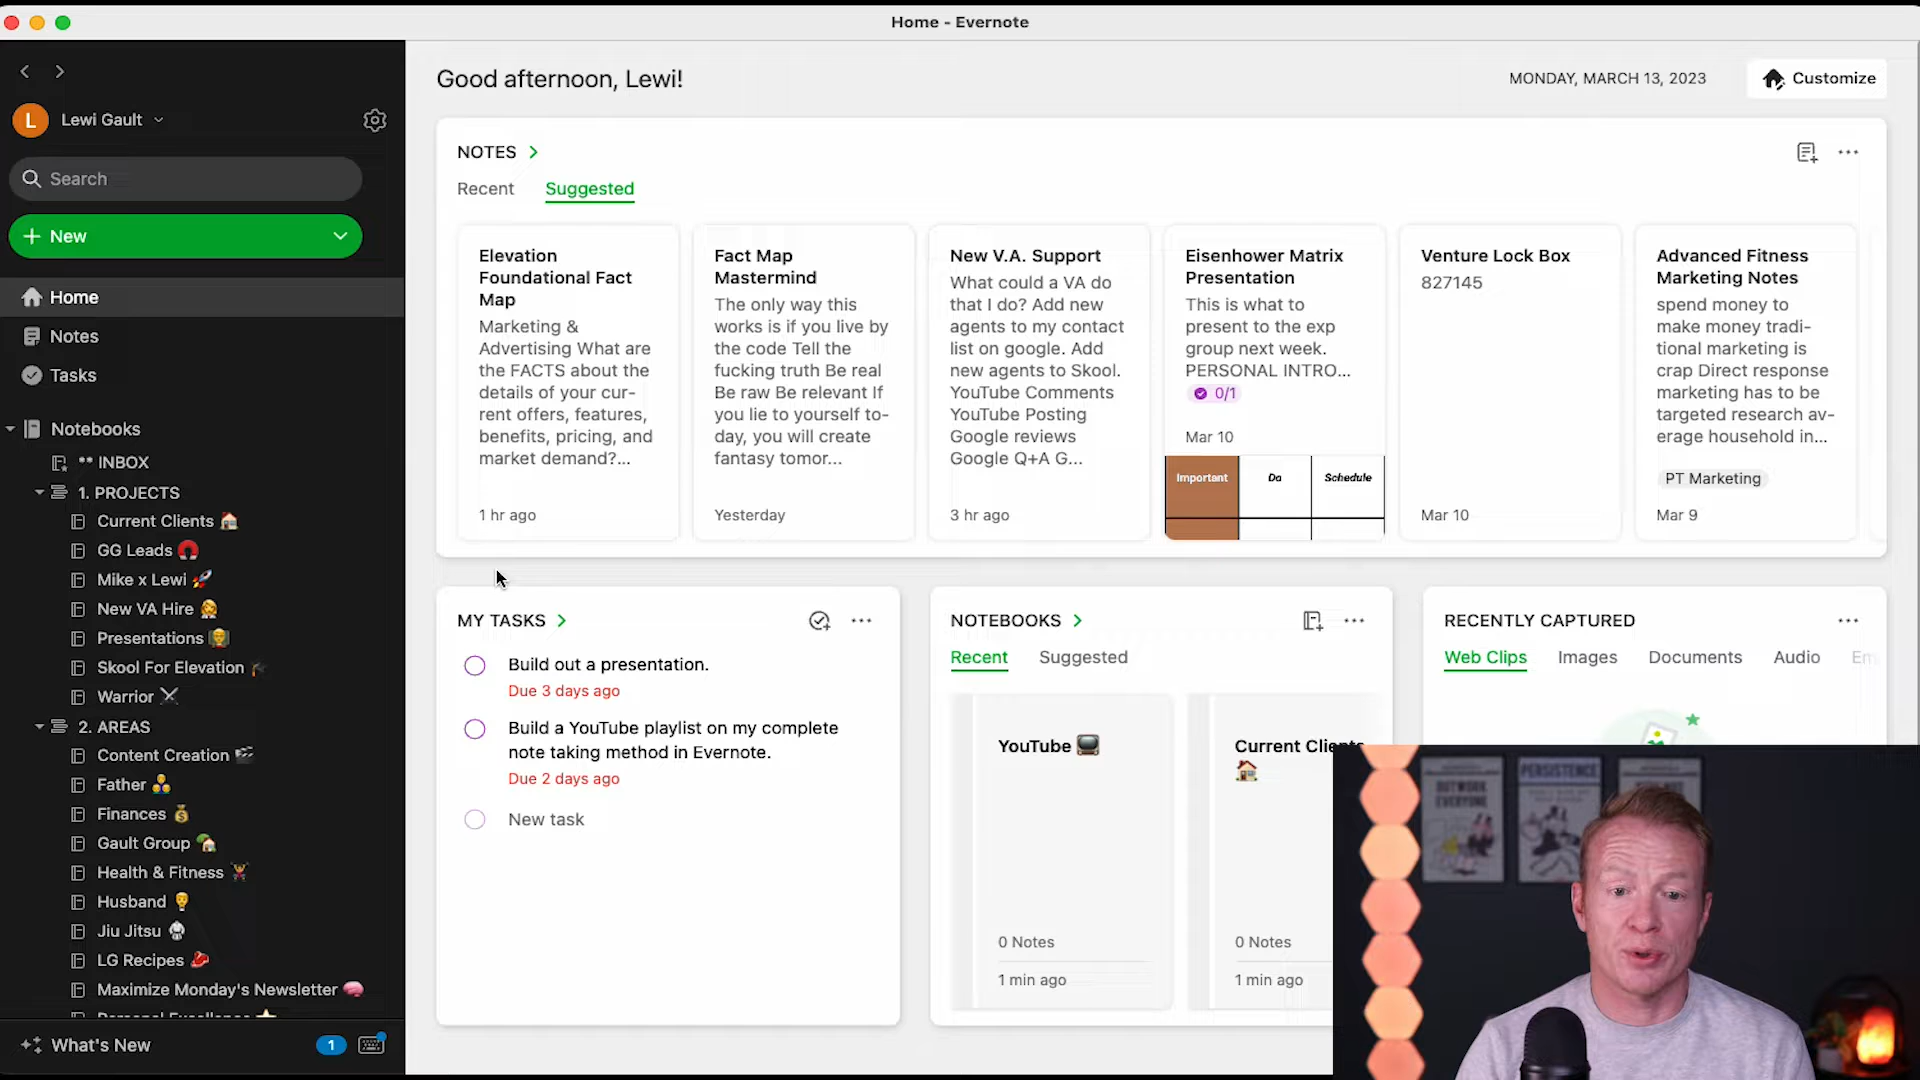 Home - Evernote
L
Lewi Gault
Search
New
Home
Notes
Tasks
Notebooks
** INBOX
1. PROJECTS
Current Clients 🏠
GG Leads 🧲
Mike x Lewi 🚀
New VA Hire
Presentations
Skool For Elevation 🎓
Warrior ⚔
2. AREAS
Content Creation 🎬
Father
Finances 💰
Gault Group 🏡
Health & Fitness
Husband
Jiu Jitsu 🥋
LG Recipes 🥩
Maximize Monday's Newsletter 🧠
What's New
1
Good afternoon, Lewi!
MONDAY, MARCH 13, 2023
Customize
NOTES
Recent
Suggested
Elevation
Foundational Fact
Map
Marketing &
Advertising What are
the FACTS about the
details of your cur-
rent offers, features,
benefits, pricing, and
market demand?...
1 hr ago
Fact Map
Mastermind
The only way this
works is if you live by
the code Tell the
fucking truth Be real
Be raw Be relevant If
you lie to yourself to-
day, you will create
fantasy tomor...
Yesterday
New V.A. Support
What could a VA do
that I do? Add new
agents to my contact
list on google. Add
new agents to Skool.
YouTube Comments
YouTube Posting
Google reviews
Google Q+A G...
3 hr ago
Eisenhower Matrix
Presentation
This is what to
present to the exp
group next week.
PERSONAL INTRO...
0/1
Mar 10
Important
Do
Schedule
Venture Lock Box
827145
Mar 10
Advanced Fitness
Marketing Notes
spend money to
make money tradi-
tional marketing is
crap Direct response
marketing has to be
targeted research av-
erage household in...
PT Marketing
Mar 9
MY TASKS
Build out a presentation.
Due 3 days ago
Build a YouTube playlist on my complete
note taking method in Evernote.
Due 2 days ago
New task
NOTEBOOKS
Recent
Suggested
YouTube 📺
0 Notes
1 min ago
Current Clients
🏠
0 Notes
1 min ago
RECENTLY CAPTURED
Web Clips
Images
Documents
Audio
Em
OUTWORK
EVERYONE
PERSISTENCE